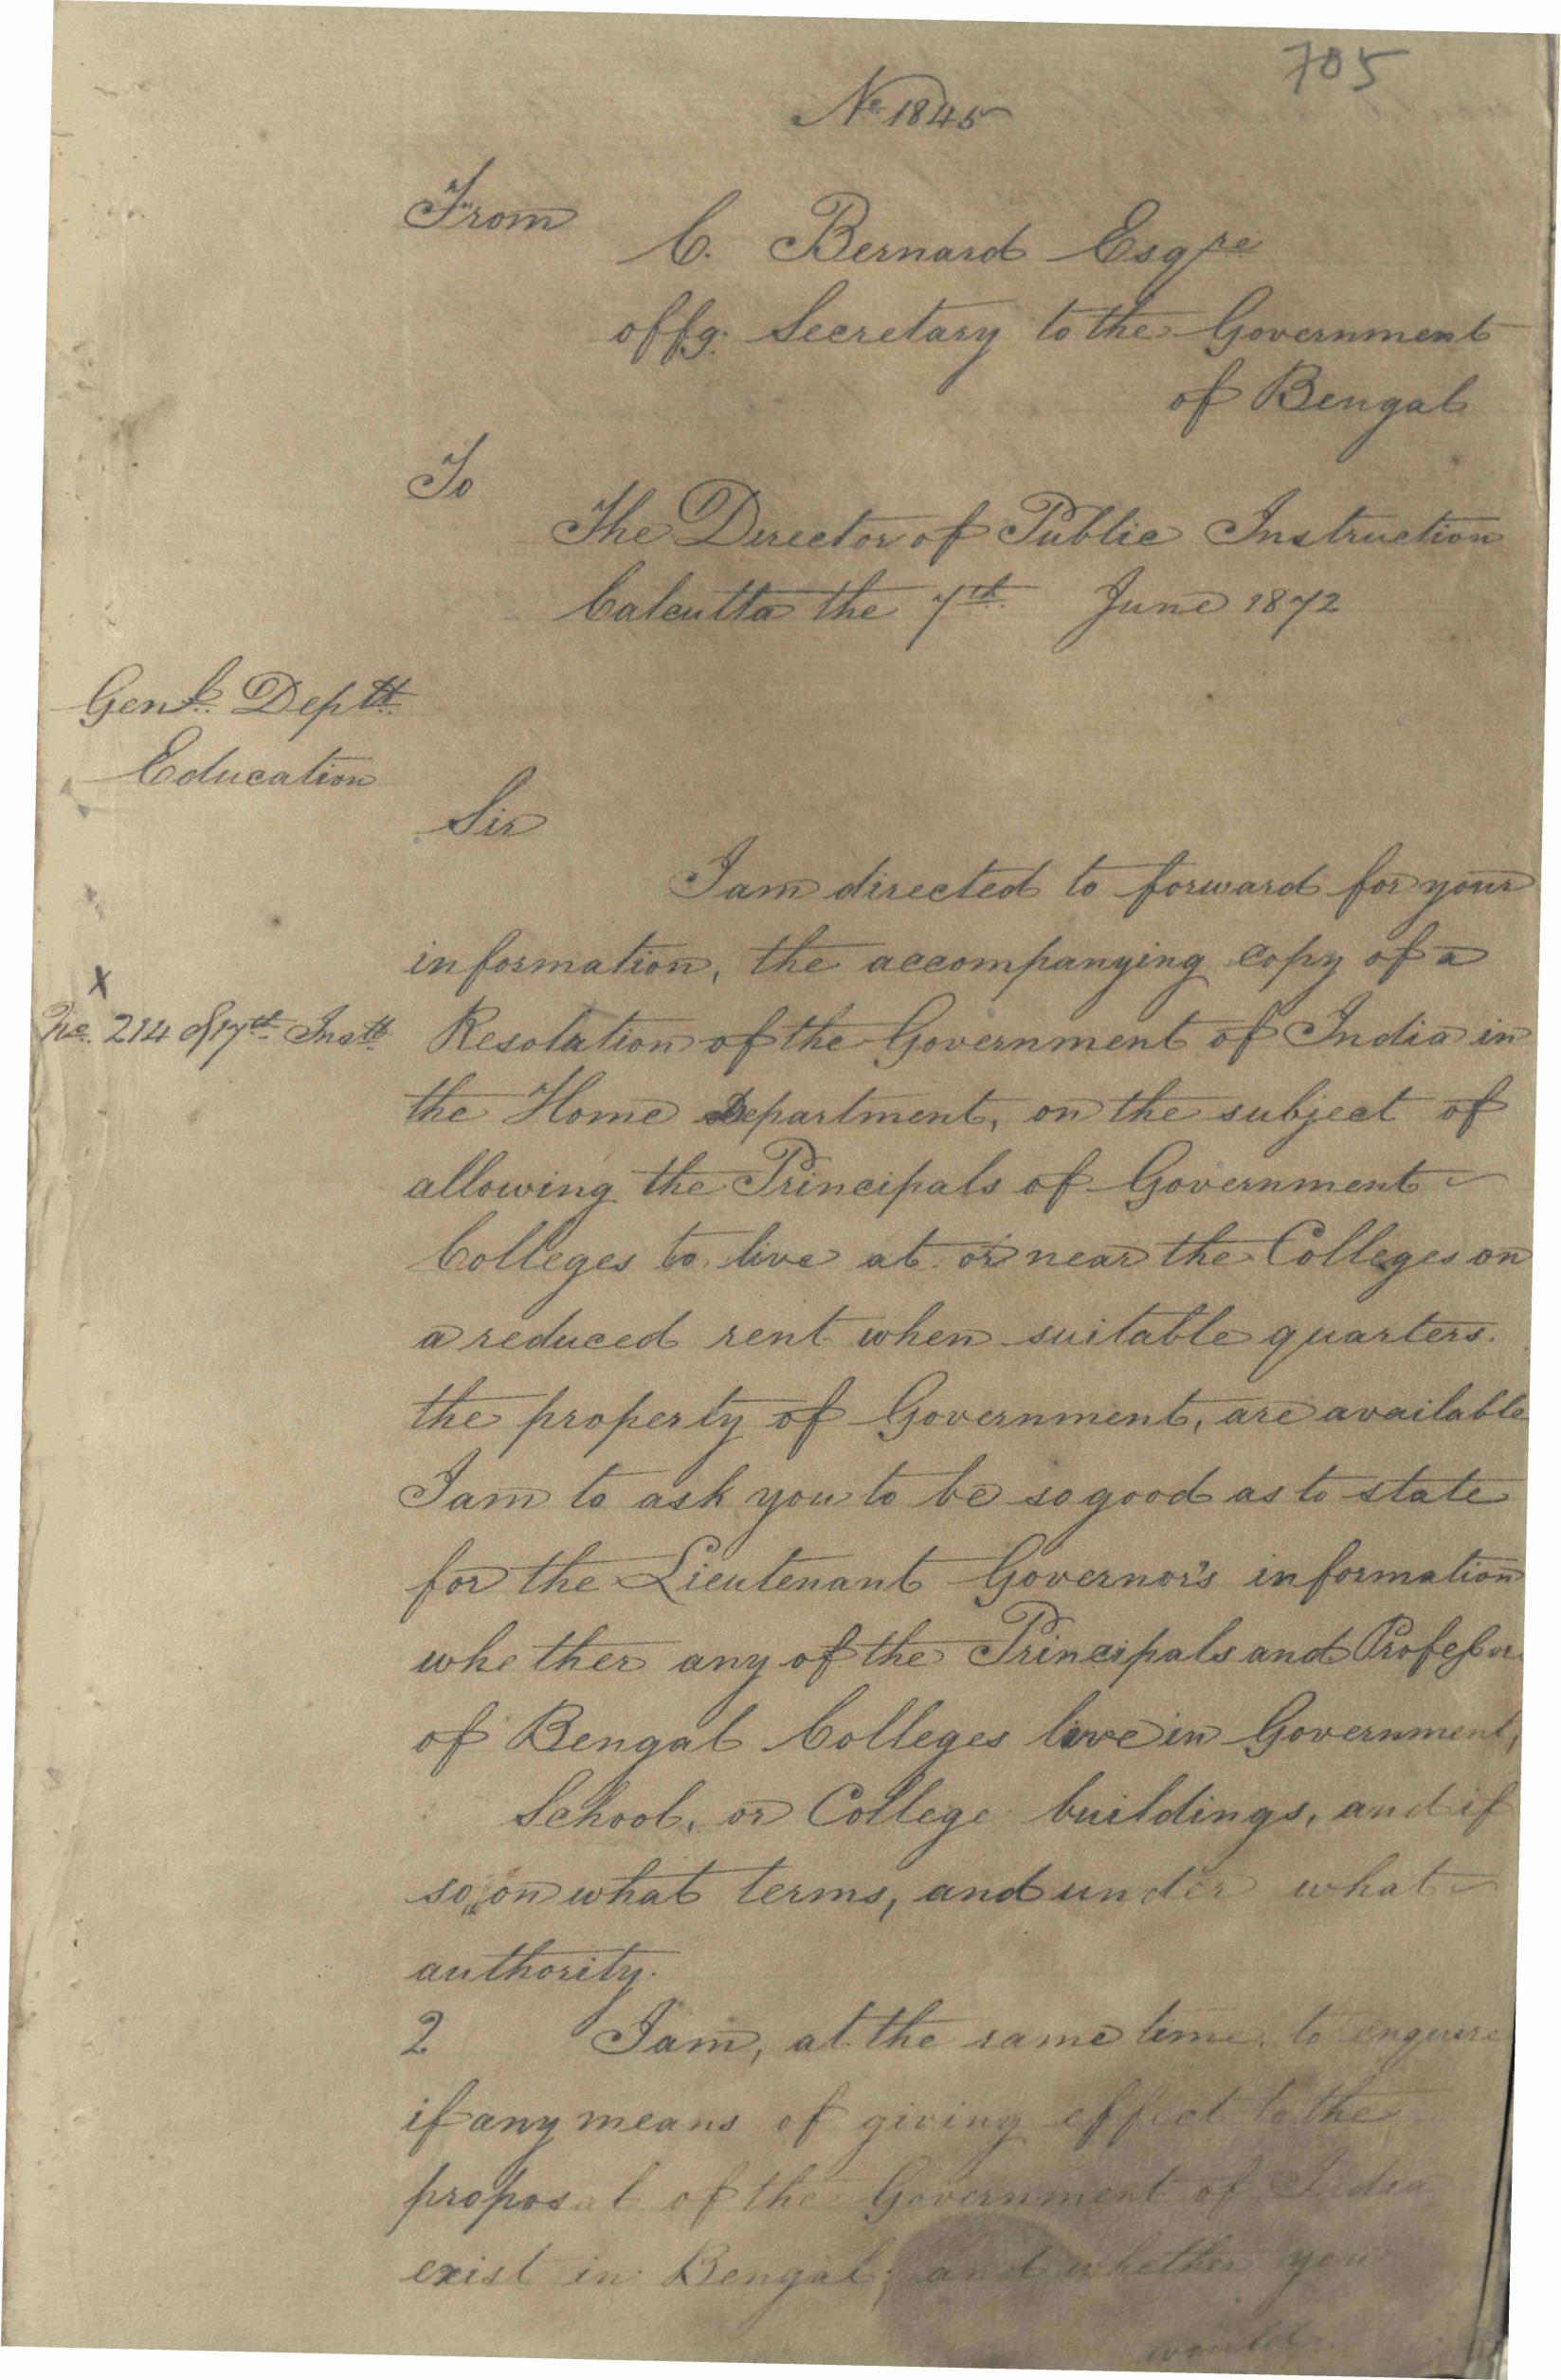 705
No 1845
From
C. Bernard Esqre
offg. Secretary to the Government
of Bengal
To
The Director of Public Instruction
Calcutta the 7th June 1872
Genl. Deptt.
Education
Sir
I am directed to forward for your
information, the accompanying copy of a
X
No. 214 of 17th Instt.
Resolution of the Government of India in
the Home Department, on the subject of
allowing the Principals of Government
Colleges to live at or near the Colleges on
a reduced rent when suitable quarters.
the property of Government, are available
I am to ask you to be so good as to state
for the Lieutenant Governor's information
whether any of the Principals and Professor
of Bengal Colleges live in Government,
School, or College buildings, and if
so, on what terms, and under what
authority.
2 I am, at the same time, to enquire
if any means of giving effect to the
proposal of the Government of India
exist in Bengal; and whether you
would